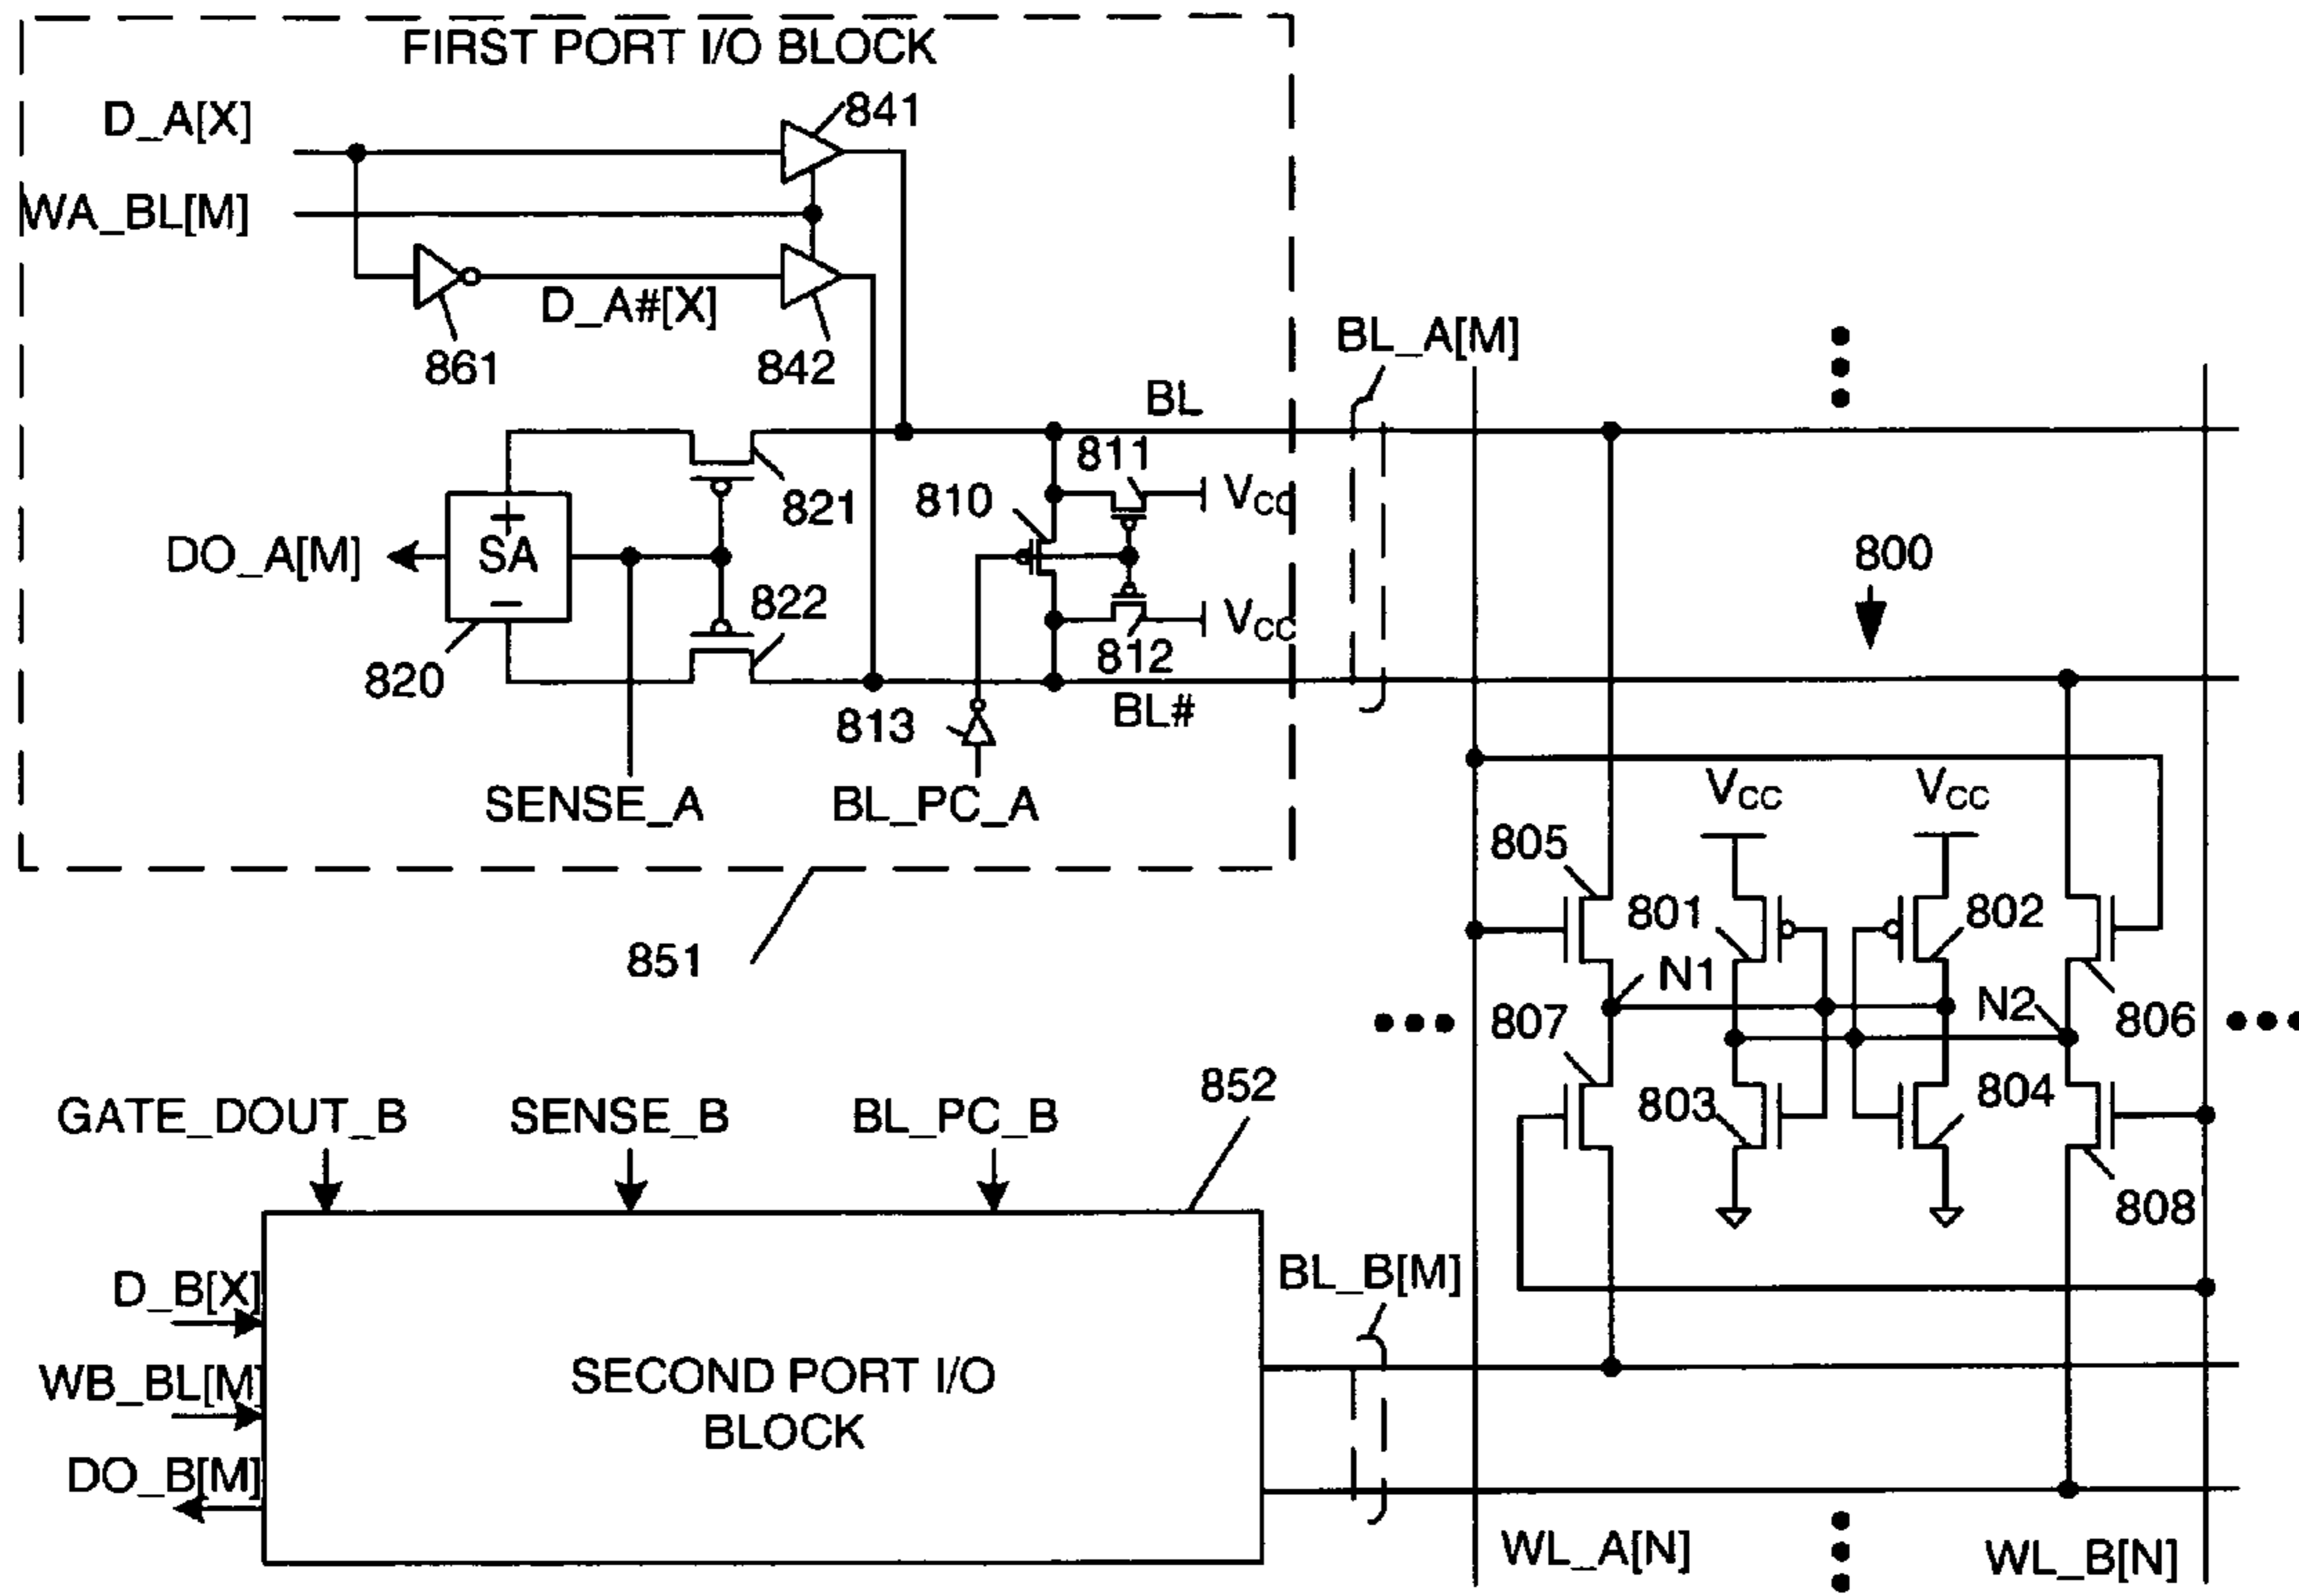 FIRST PORT I/O BLOCK
D_A[X]
841
WA_BL[M]
D_A#[X]
861
842
BL_A[M]
BL
811
810
VCC
821
DO_A[M]
+
SA
−
800
822
VCC
812
820
813
BL#
SENSE_A
BL_PC_A
VCC
VCC
805
801
802
851
N1
N2
807
806
852
803
804
GATE_DOUT_B
SENSE_B
BL_PC_B
808
BL_B[M]
D_B[X]
WB_BL[M]
SECOND PORT I/O
BLOCK
DO_B[M]
WL_A[N]
WL_B[N]